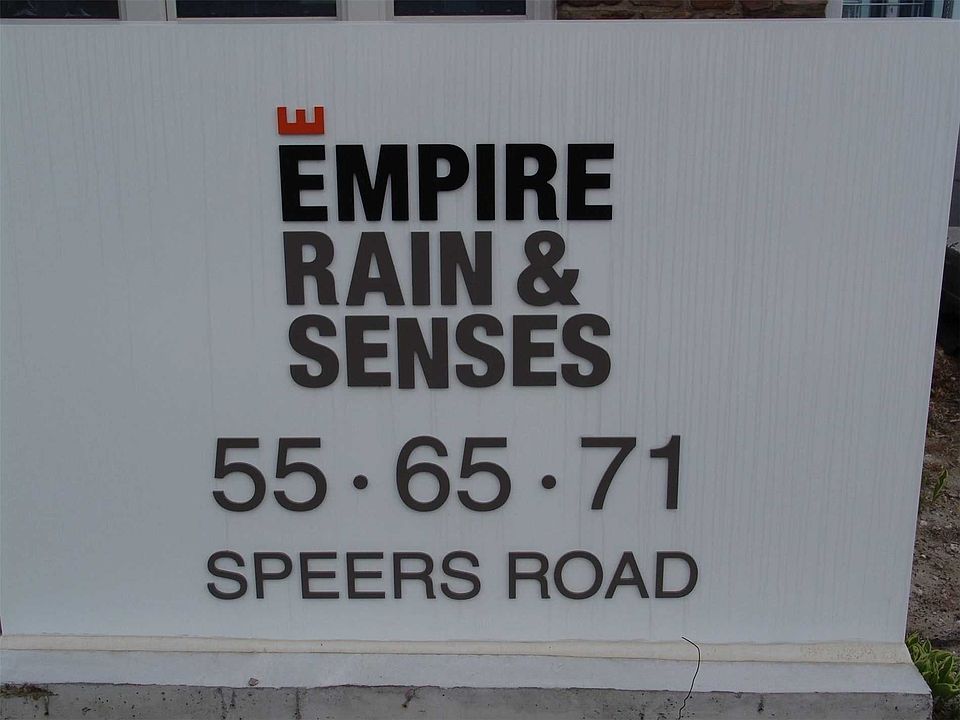 E
EMPIRE
RAIN &
SENSES
55 · 65 · 71
SPEERS ROAD